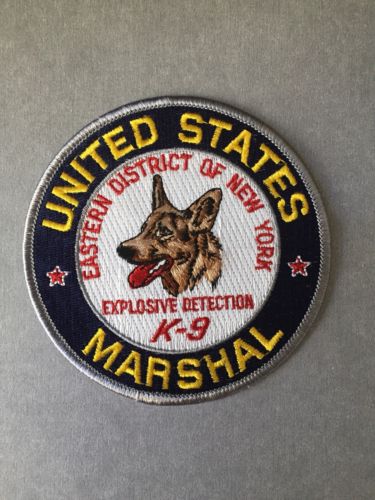 UNITED STATES
EASTERN DISTRICT OF NEW YORK
EXPLOSIVE DETECTION
K-9
MARSHAL